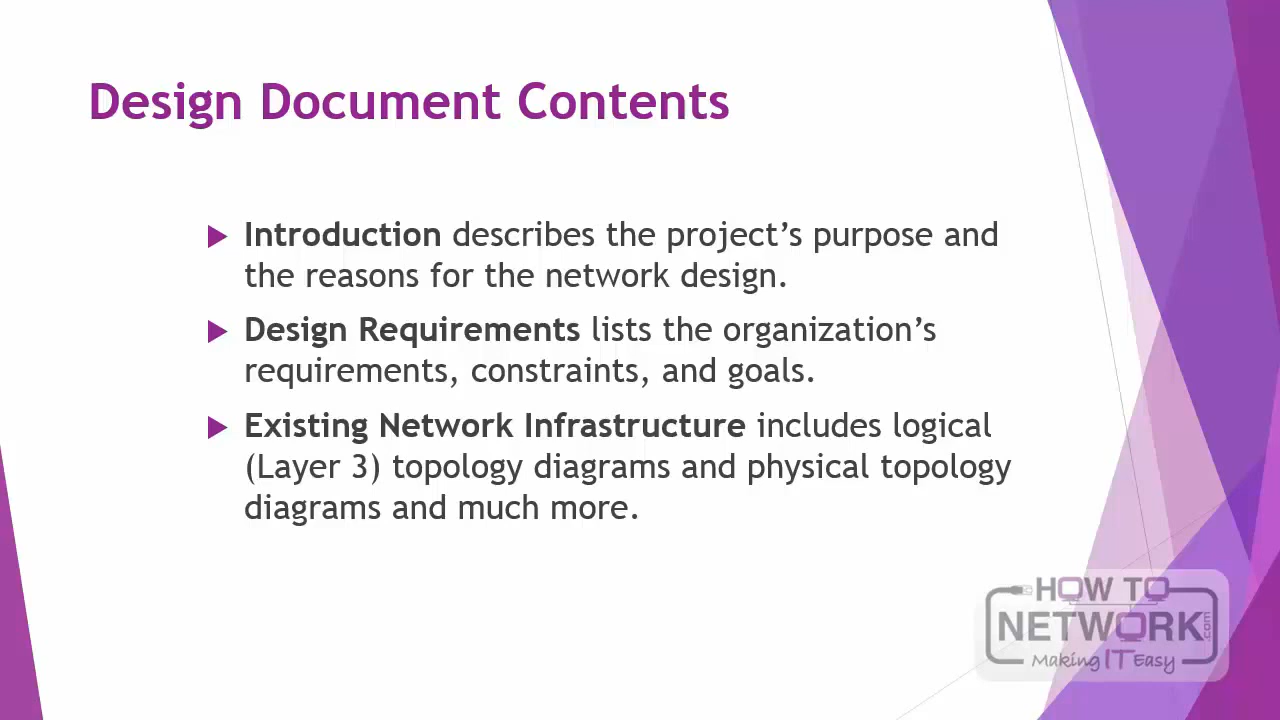 Design Document Contents
Introduction describes the project’s purpose and
the reasons for the network design.
Design Requirements lists the organization’s
requirements, constraints, and goals.
Existing Network Infrastructure includes logical
(Layer 3) topology diagrams and physical topology
diagrams and much more.
HOW TO
NETWORK.com
Making IT Easy